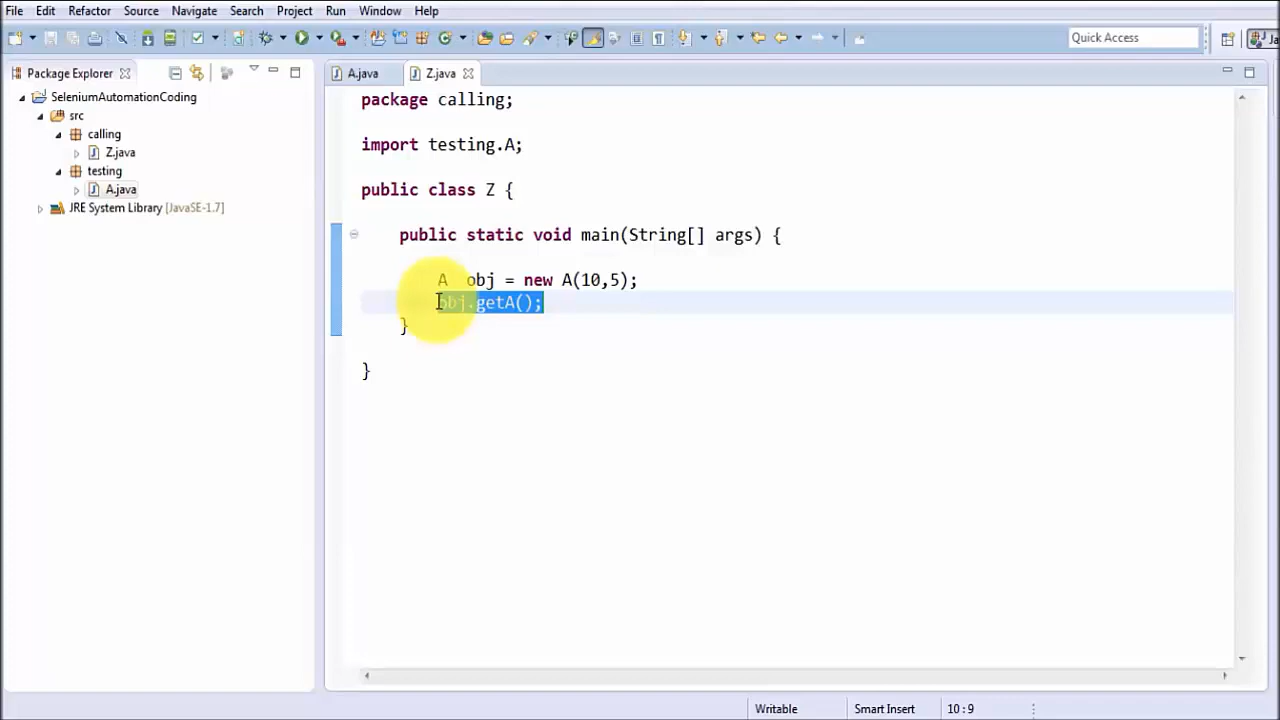 File Edit Refactor Source Navigate Search Project Run Window Help
Quick Access
Package Explorer
A.java
Z.java
SeleniumAutomationCoding
src
calling
Z.java
testing
A.java
JRE System Library [JavaSE-1.7]
package calling;
import testing.A;
public class Z {
public static void main(String[] args) {
A obj = new A(10,5);
obj.getA();
}
}
Writable Smart Insert 10:9